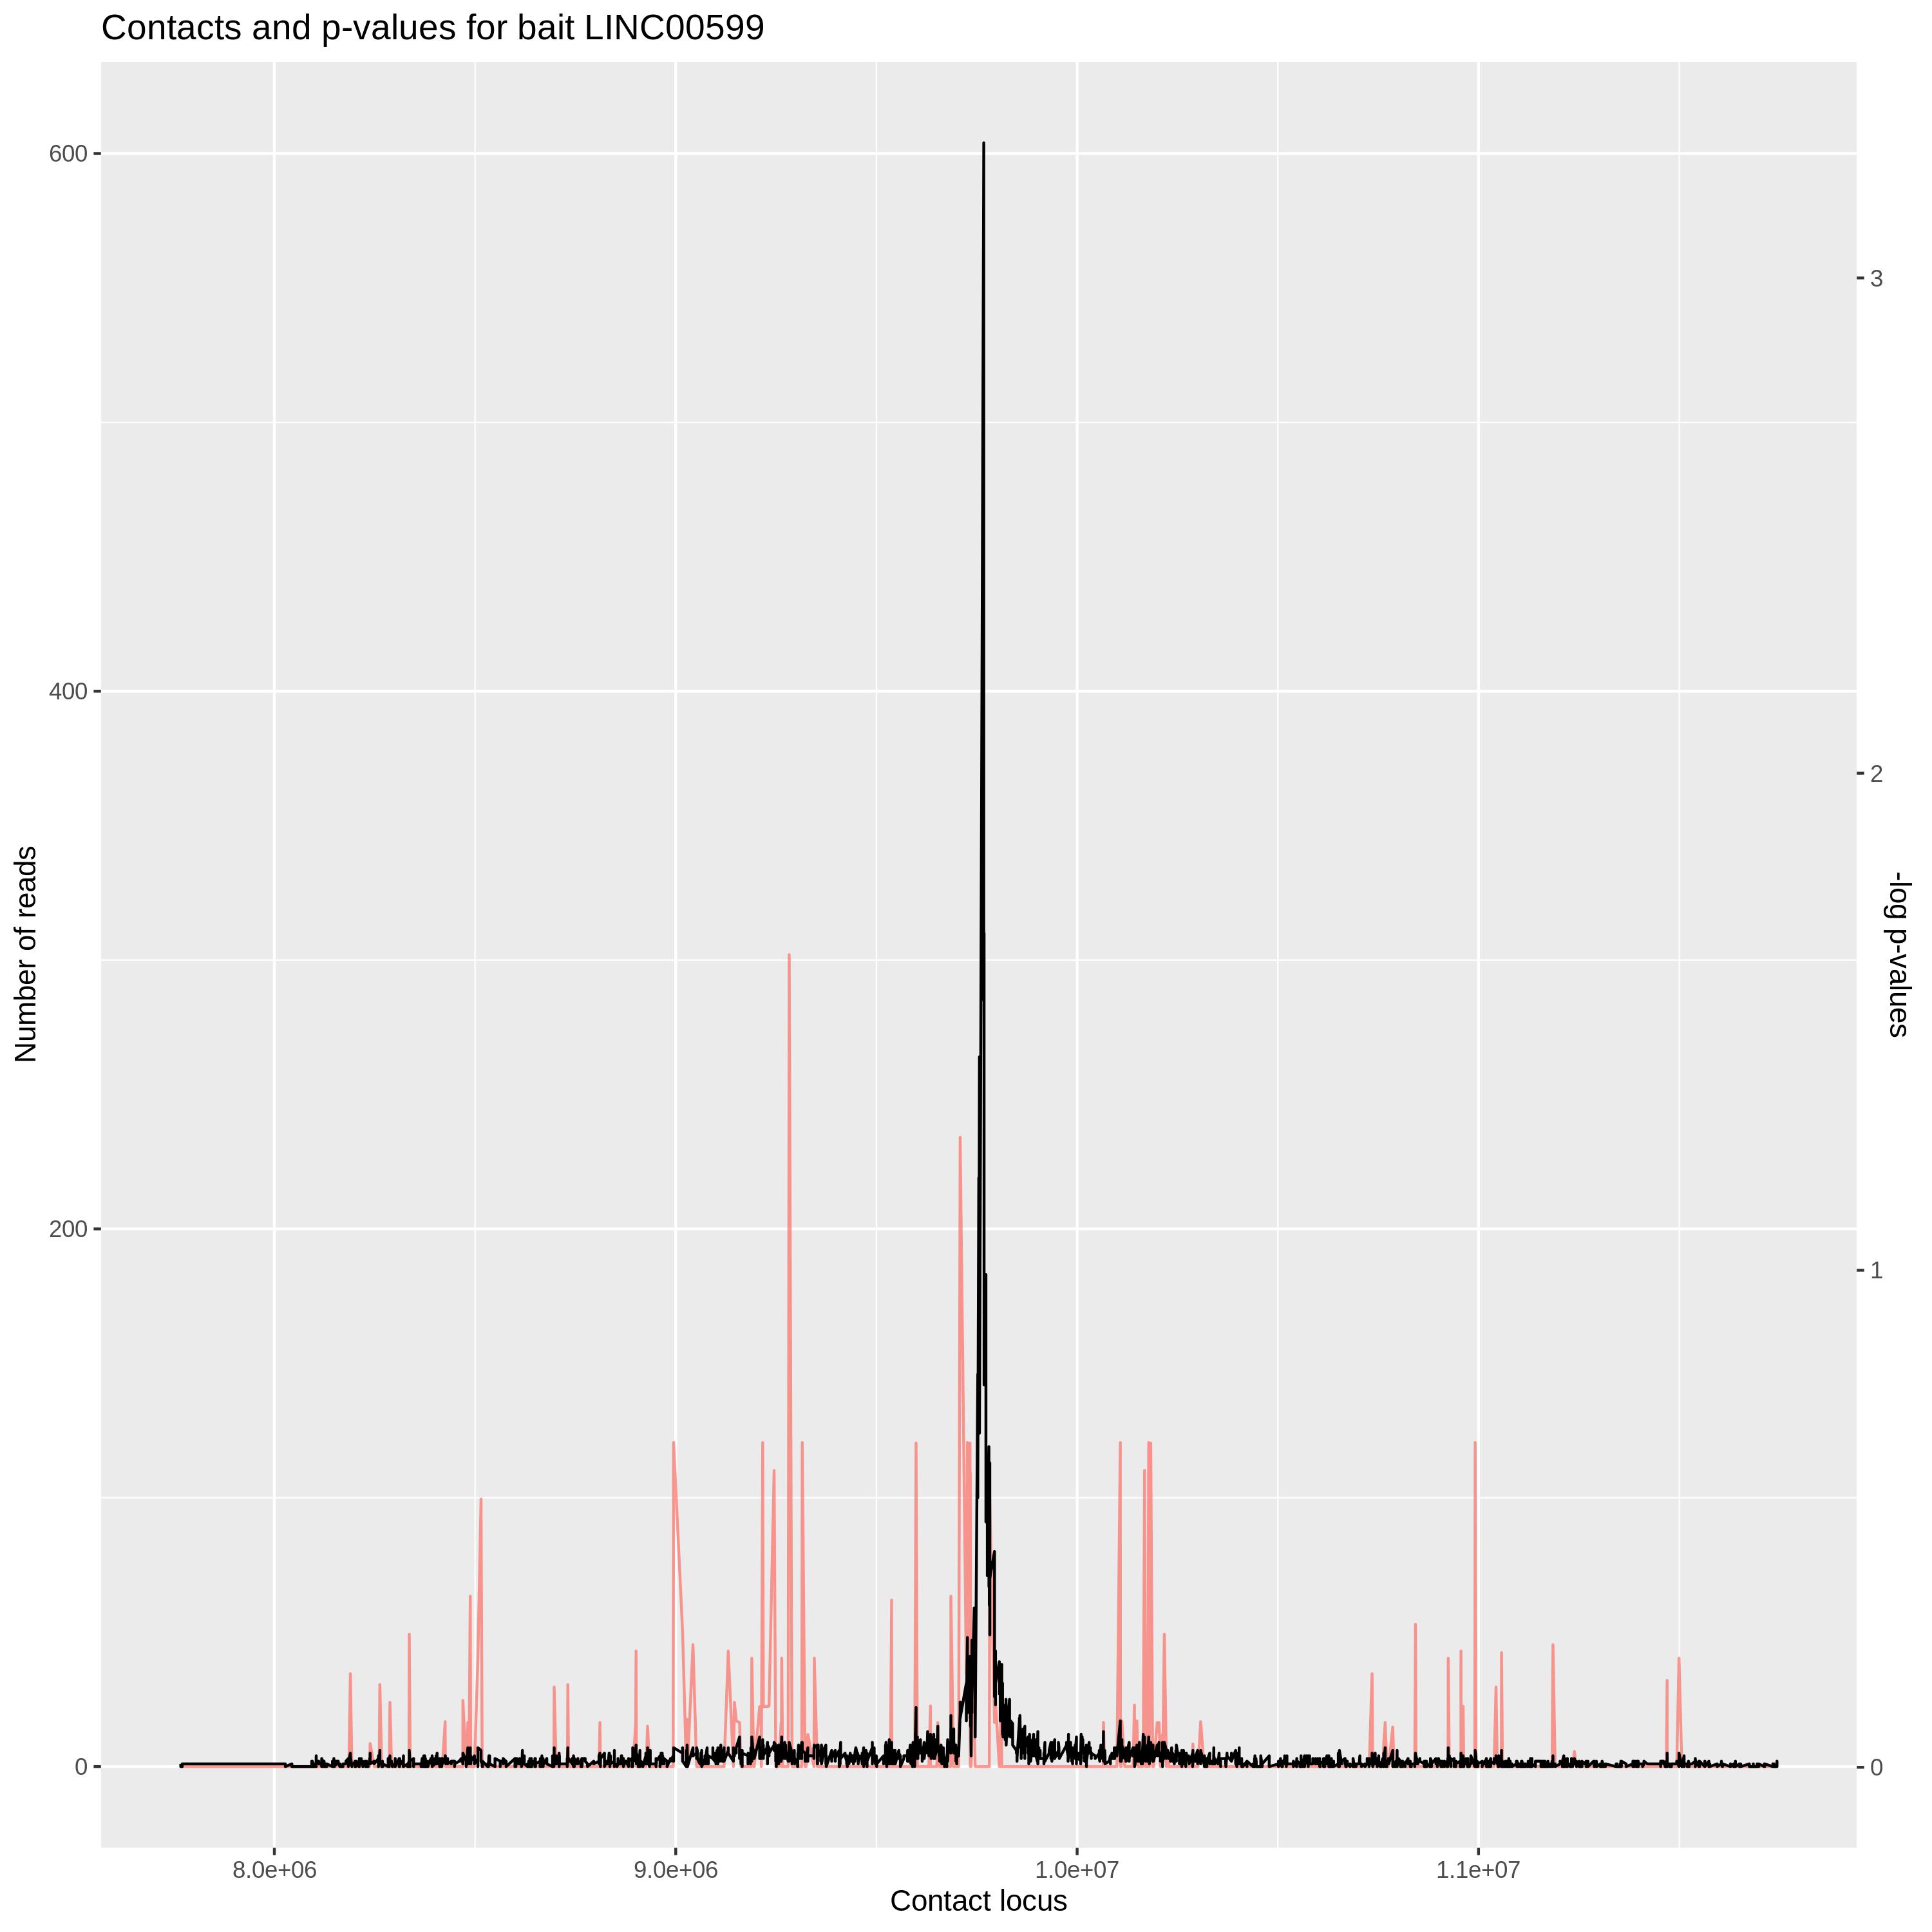 Contacts and p-values for bait LINC00599
600
400
200
0
Number of reads
3
2
1
0
-log p-values
8.0e+06
9.0e+06
1.0e+07
1.1e+07
Contact locus